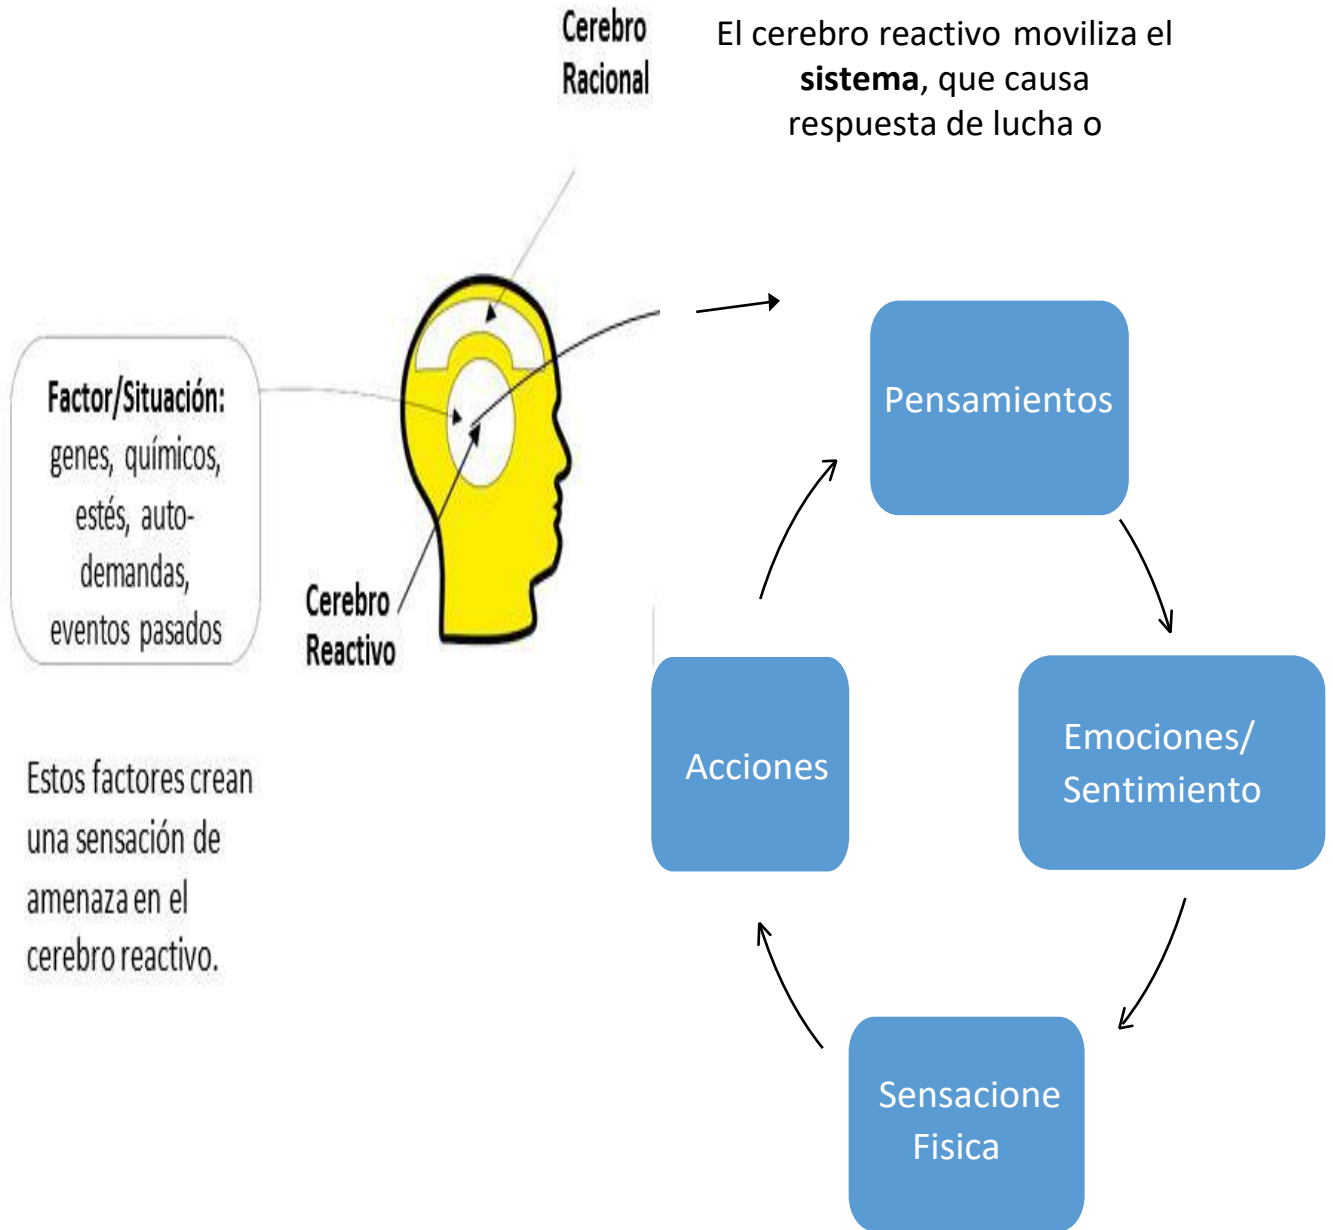 Cerebro
Racional
El cerebro reactivo moviliza el
sistema, que causa
respuesta de lucha o
Factor/Situación:
genes, químicos,
estés, auto-
demandas,
eventos pasados
Cerebro
Reactivo
Estos factores crean
una sensación de
amenaza en el
cerebro reactivo.
Pensamientos
Emociones/
Sentimiento
Sensacione
Fisica
Acciones